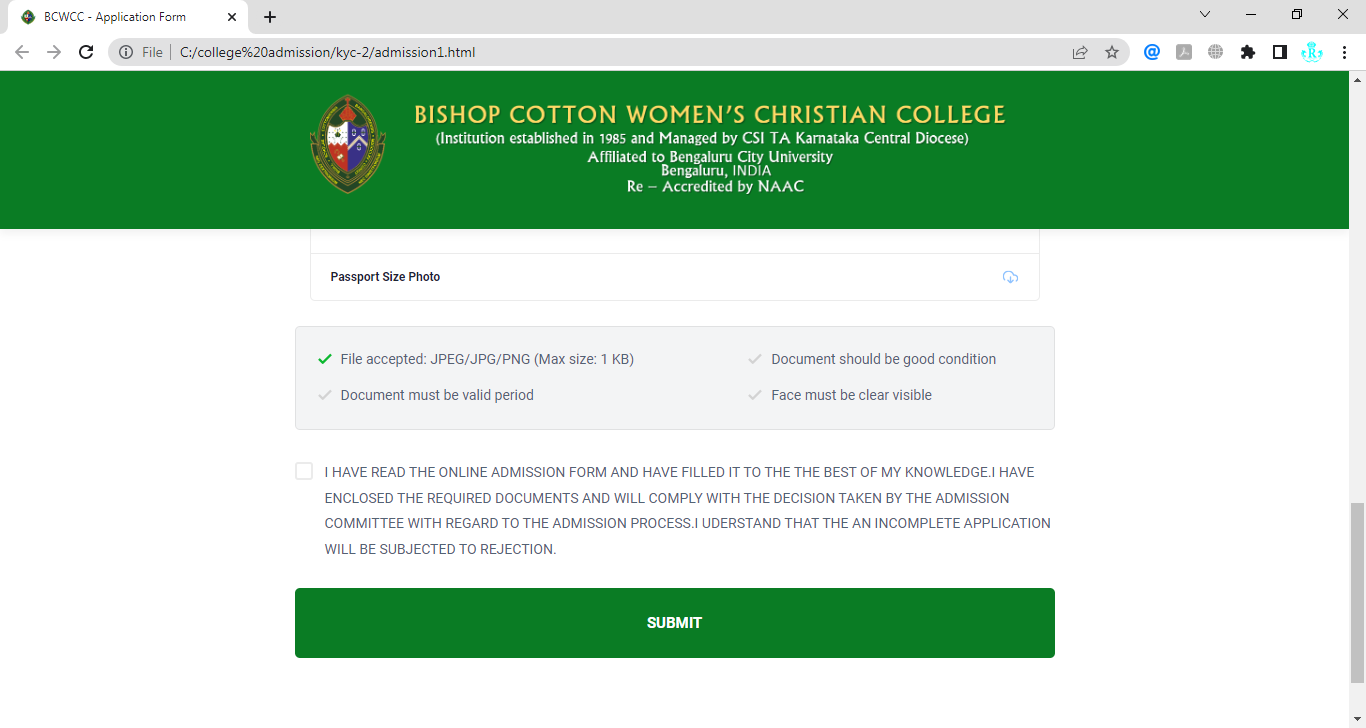 BCWCC - Application Form
File
C:/college%20admission/kyc-2/admission1.html
BISHOP COTTON WOMEN'S CHRISTIAN COLLEGE
(Institution established in 1985 and Managed by CSI TA Karnataka Central Diocese)
Affiliated to Bengaluru City University
Bengaluru, INDIA
Re – Accredited by NAAC
Passport Size Photo
File accepted: JPEG/JPG/PNG (Max size: 1 KB)
Document should be good condition
Document must be valid period
Face must be clear visible
I HAVE READ THE ONLINE ADMISSION FORM AND HAVE FILLED IT TO THE THE BEST OF MY KNOWLEDGE.I HAVE
ENCLOSED THE REQUIRED DOCUMENTS AND WILL COMPLY WITH THE DECISION TAKEN BY THE ADMISSION
COMMITTEE WITH REGARD TO THE ADMISSION PROCESS.I UDERSTAND THAT THE AN INCOMPLETE APPLICATION
WILL BE SUBJECTED TO REJECTION.
SUBMIT